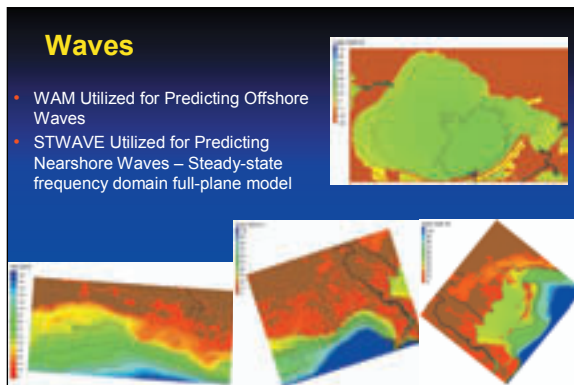 Waves
• WAM Utilized for Predicting Offshore
Waves
• STWAVE Utilized for Predicting
Nearshore Waves – Steady-state
frequency domain full-plane model